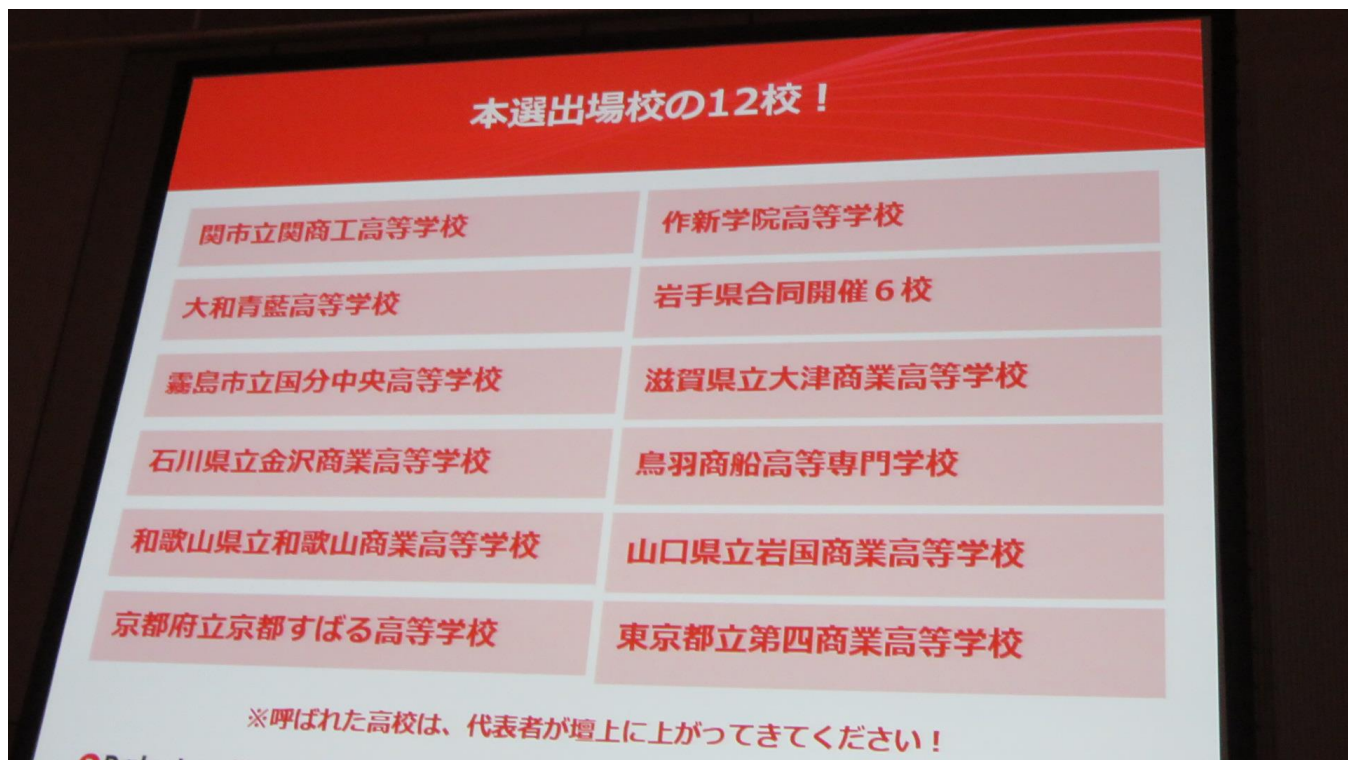 本選出場校の12校！
関市立関商工高等学校
作新学院高等学校
大和青藍高等学校
岩手県合同開催６校
霧島市立国分中央高等学校
滋賀県立大津商業高等学校
石川県立金沢商業高等学校
鳥羽商船高等専門学校
和歌山県立和歌山商業高等学校
山口県立岩国商業高等学校
京都府立京都すばる高等学校
東京都立第四商業高等学校
※呼ばれた高校は、代表者が壇上に上がってきてください！